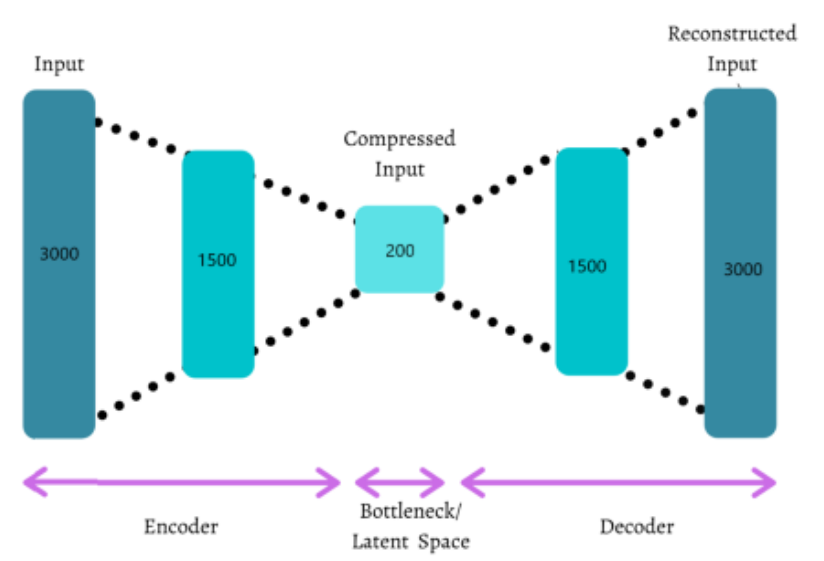 Input
3000
1500
Compressed
Input
200
1500
Reconstructed
Input
3000
Encoder
Bottleneck/
Latent Space
Decoder